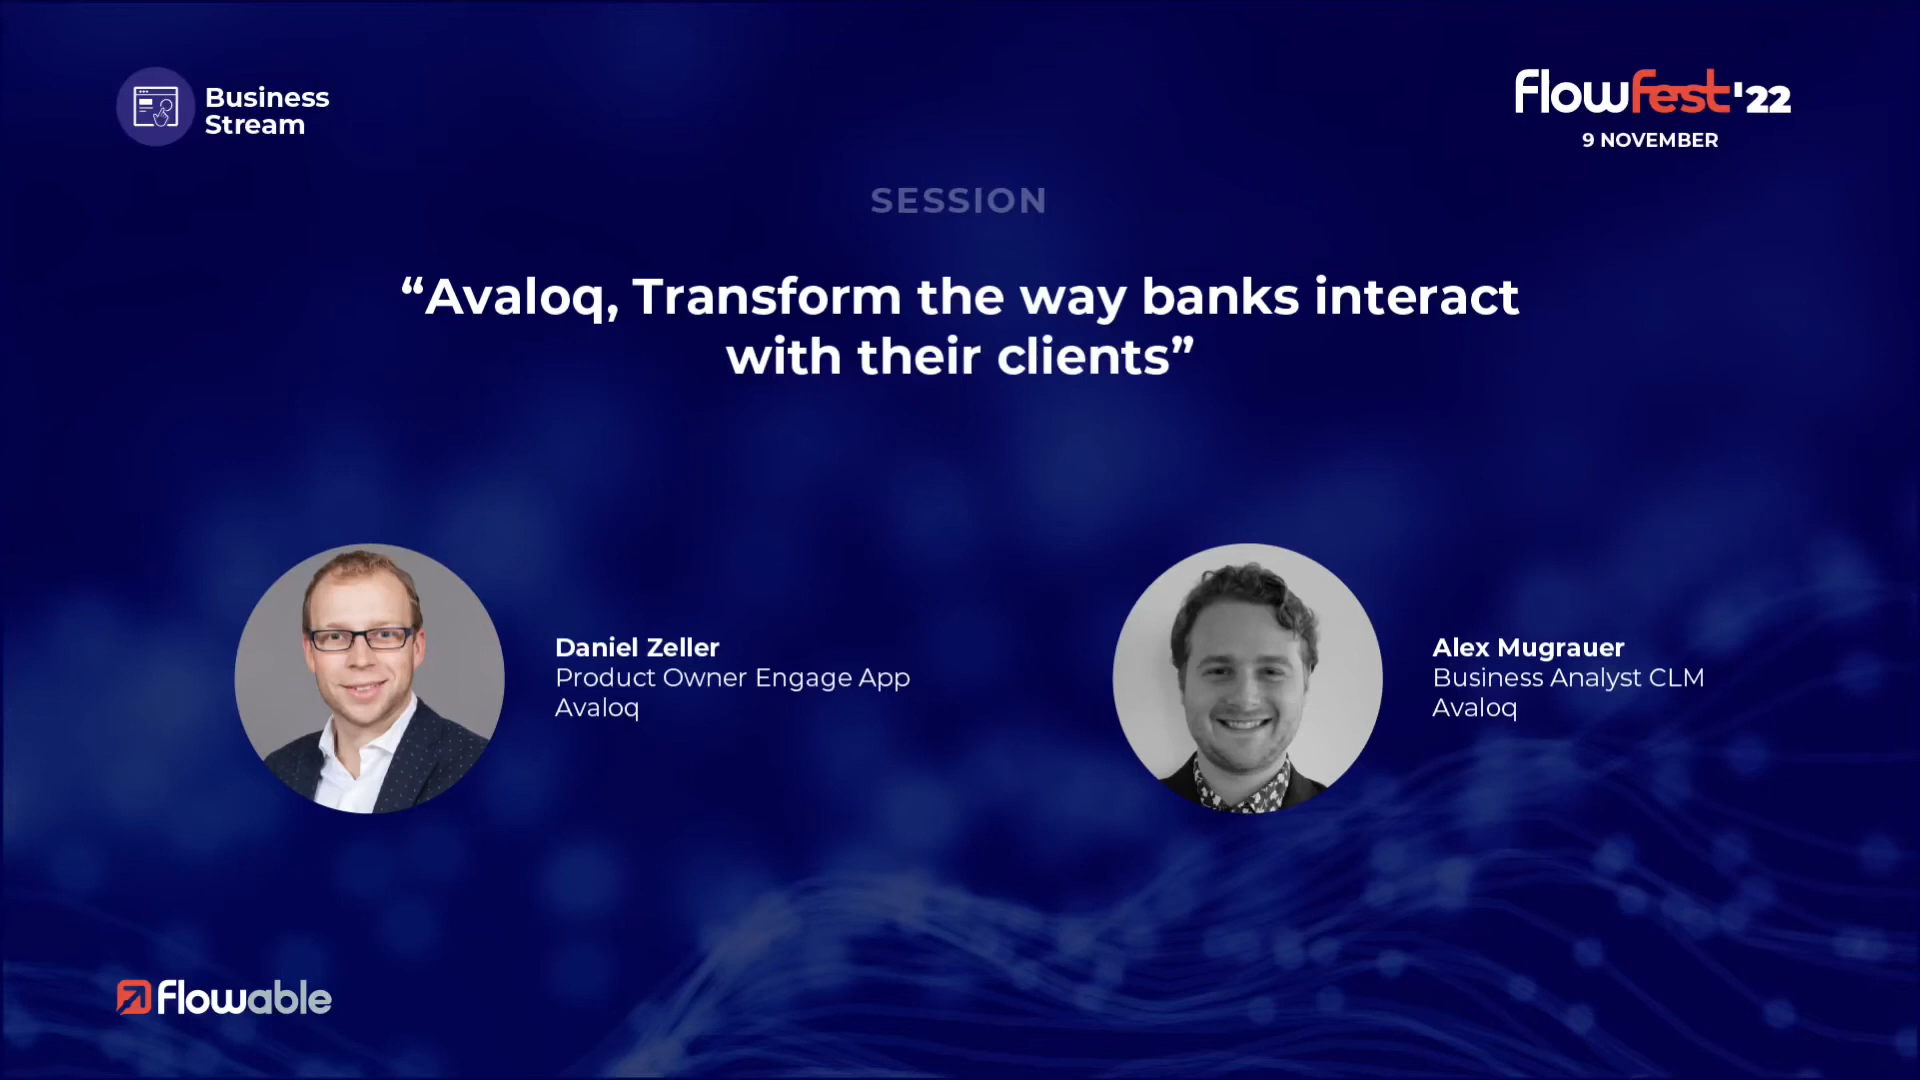 Business
Stream
flowfest'22
9 NOVEMBER
SESSION
“Avaloq, Transform the way banks interact
with their clients”
Daniel Zeller
Product Owner Engage App
Avaloq
Alex Mugrauer
Business Analyst CLM
Avaloq
flowable